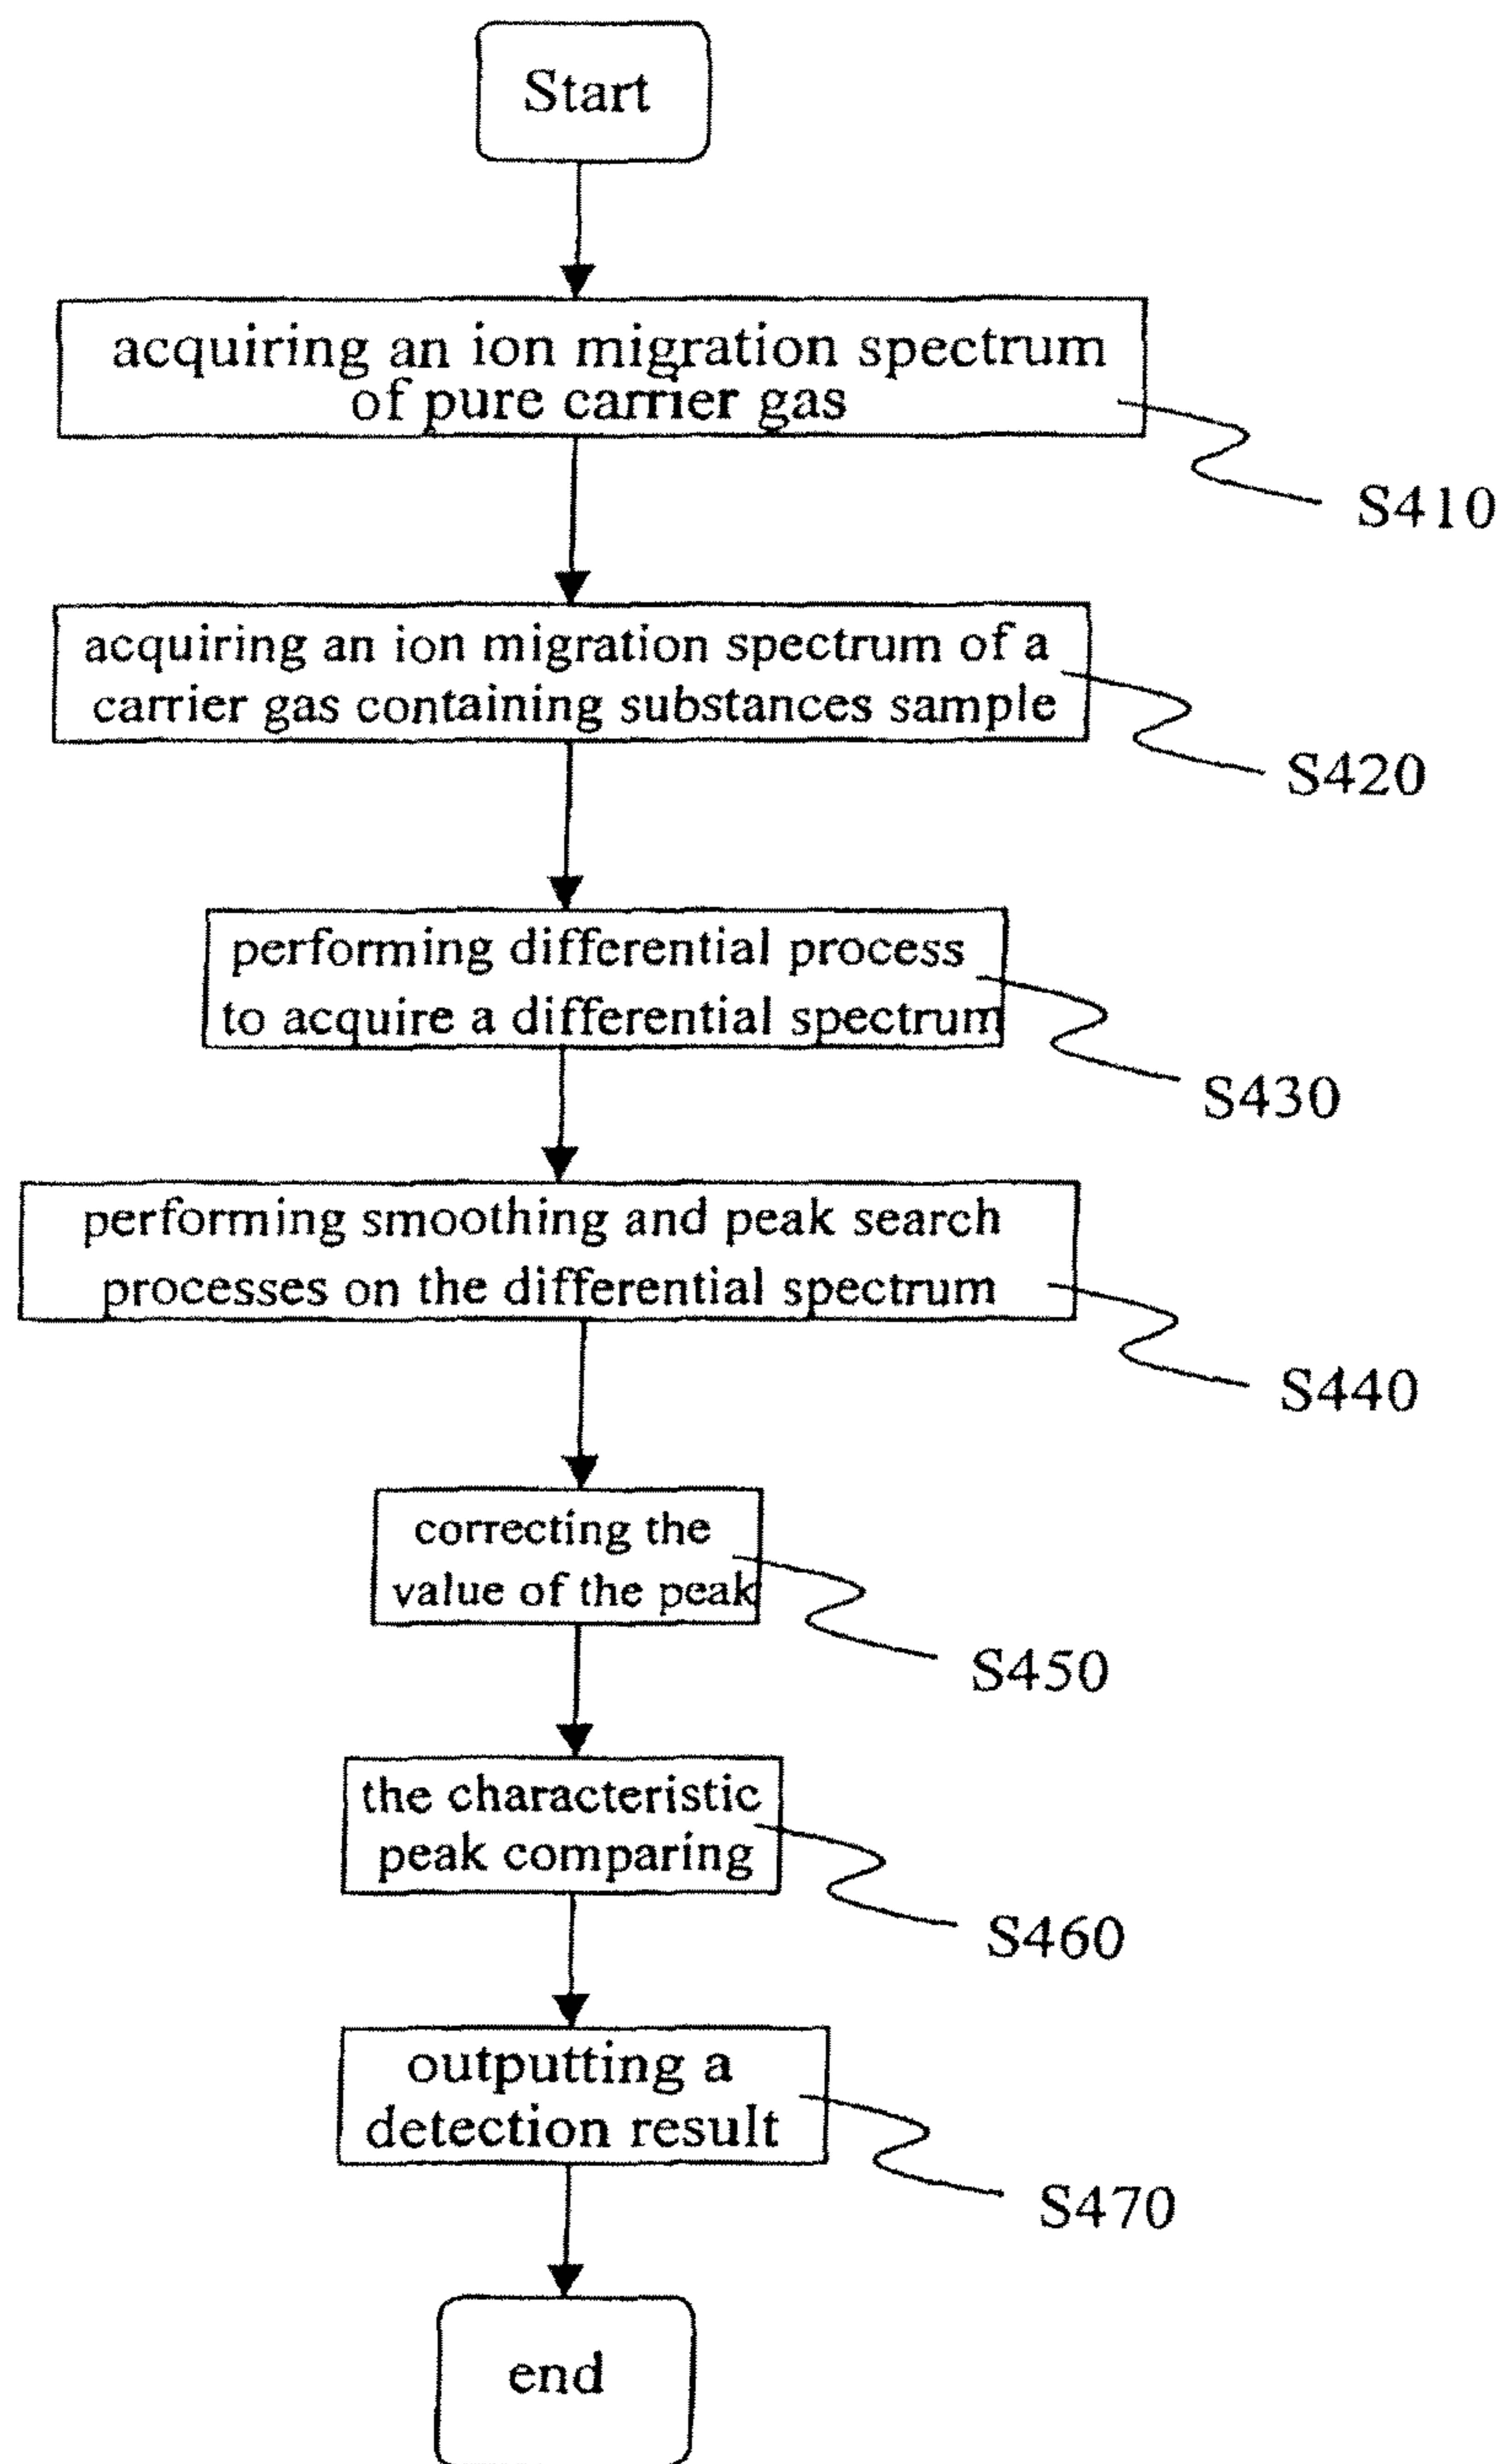 Start
acquiring an ion migration spectrum
of pure carrier gas
S410
acquiring an ion migration spectrum of a
carrier gas containing substances sample
S420
performing differential process
to acquire a differential spectrum
S430
performing smoothing and peak search
processes on the differential spectrum
S440
correcting the
value of the peak
S450
the characteristic
peak comparing
S460
outputting a
detection result
S470
end